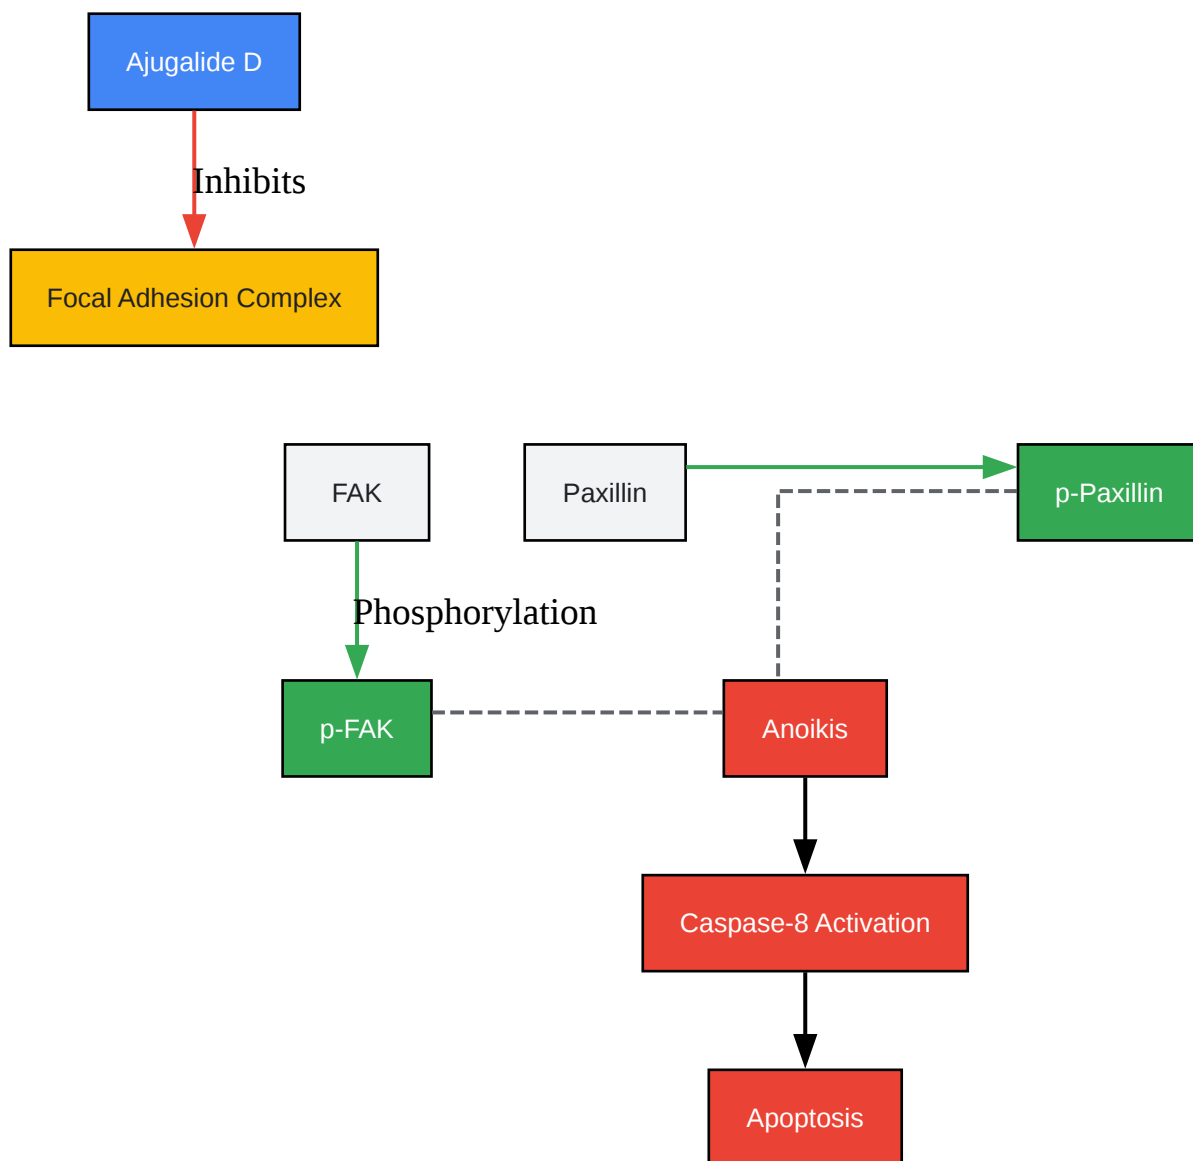 Ajugalide D
Inhibits
Focal Adhesion Complex
FAK
Paxillin
p-Paxillin
Phosphorylation
p-FAK
Anoikis
Caspase-8 Activation
Apoptosis